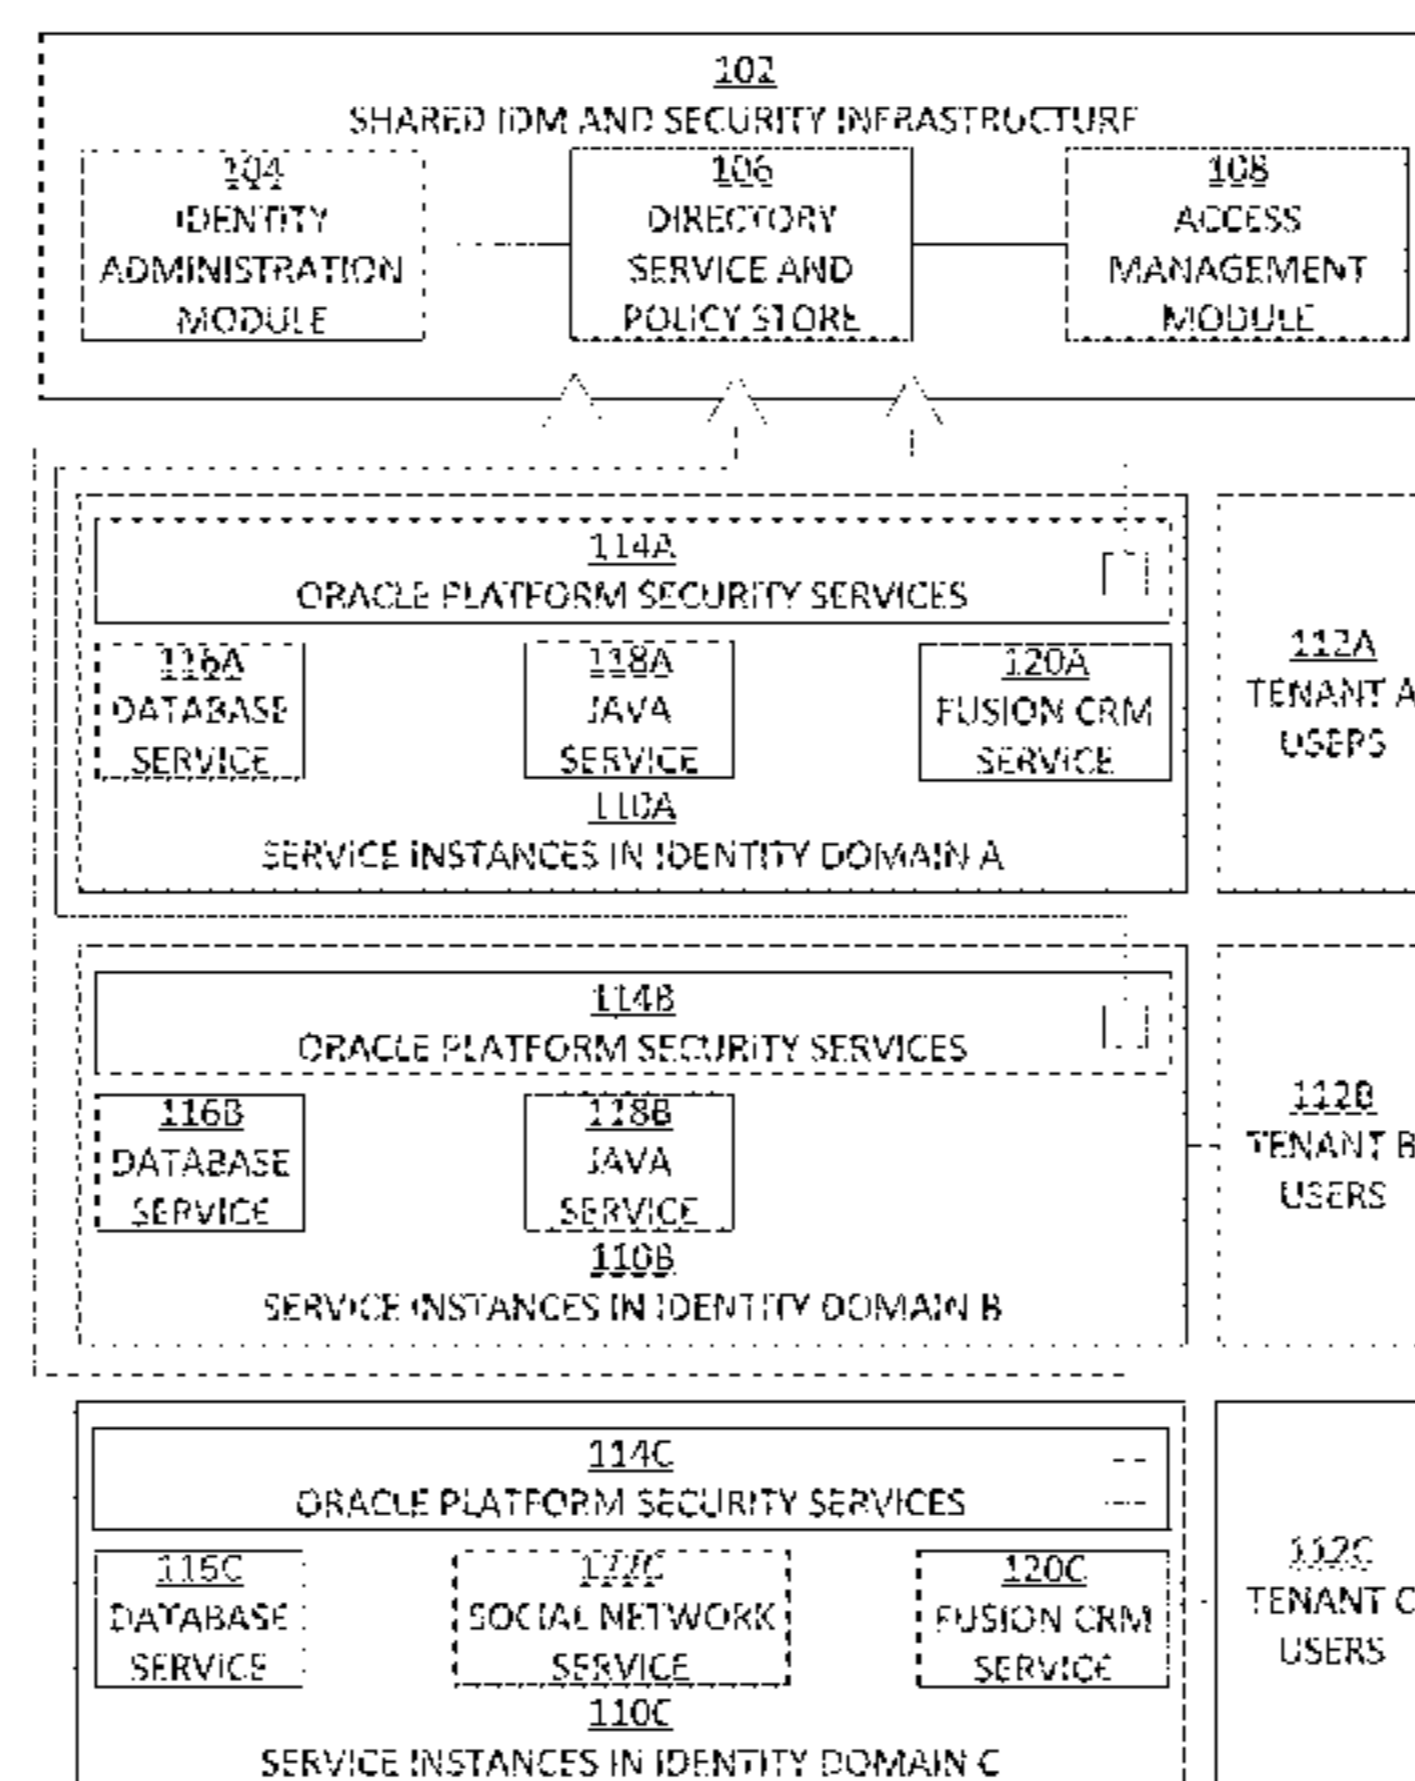 102
SHARED IDM AND SECURITY INFRASTRUCTURE
104
IDENTITY
ADMINISTRATION
MODULE
106
DIRECTORY
SERVICE AND
POLICY STORE
108
ACCESS
MANAGEMENT
MODULE
114A
ORACLE PLATFORM SECURITY SERVICES
116A
DATABASE
SERVICE
118A
JAVA
SERVICE
120A
FUSION CRM
SERVICE
110A
SERVICE INSTANCES IN IDENTITY DOMAIN A
112A
TENANT A
USERS
114B
ORACLE PLATFORM SECURITY SERVICES
116B
DATABASE
SERVICE
118B
JAVA
SERVICE
110B
SERVICE INSTANCES IN IDENTITY DOMAIN B
112B
TENANT B
USERS
114C
ORACLE PLATFORM SECURITY SERVICES
116C
DATABASE
SERVICE
122C
SOCIAL NETWORK
SERVICE
120C
FUSION CRM
SERVICE
110C
SERVICE INSTANCES IN IDENTITY DOMAIN C
112C
TENANT C
USERS